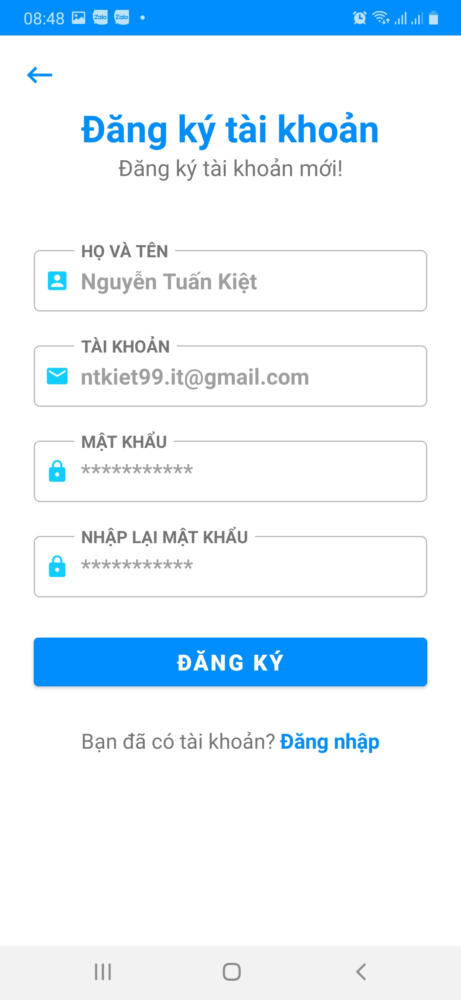 08:48 Zalo Zalo
Đăng ký tài khoản
Đăng ký tài khoản mới!
HỌ VÀ TÊN
Nguyễn Tuấn Kiệt
TÀI KHOẢN
ntkiet99.it@gmail.com
MẬT KHẨU
***********
NHẬP LẠI MẬT KHẨU
***********
ĐĂNG KÝ
Bạn đã có tài khoản? Đăng nhập